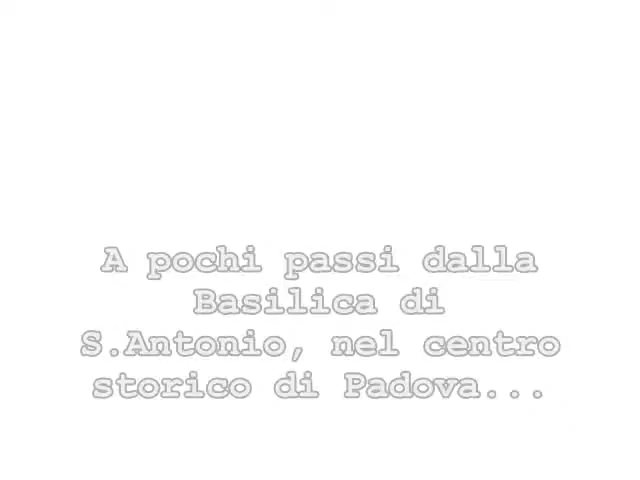 A pochi passi dalla
Basilica di
S.Antonio, nel centro
storico di Padova...